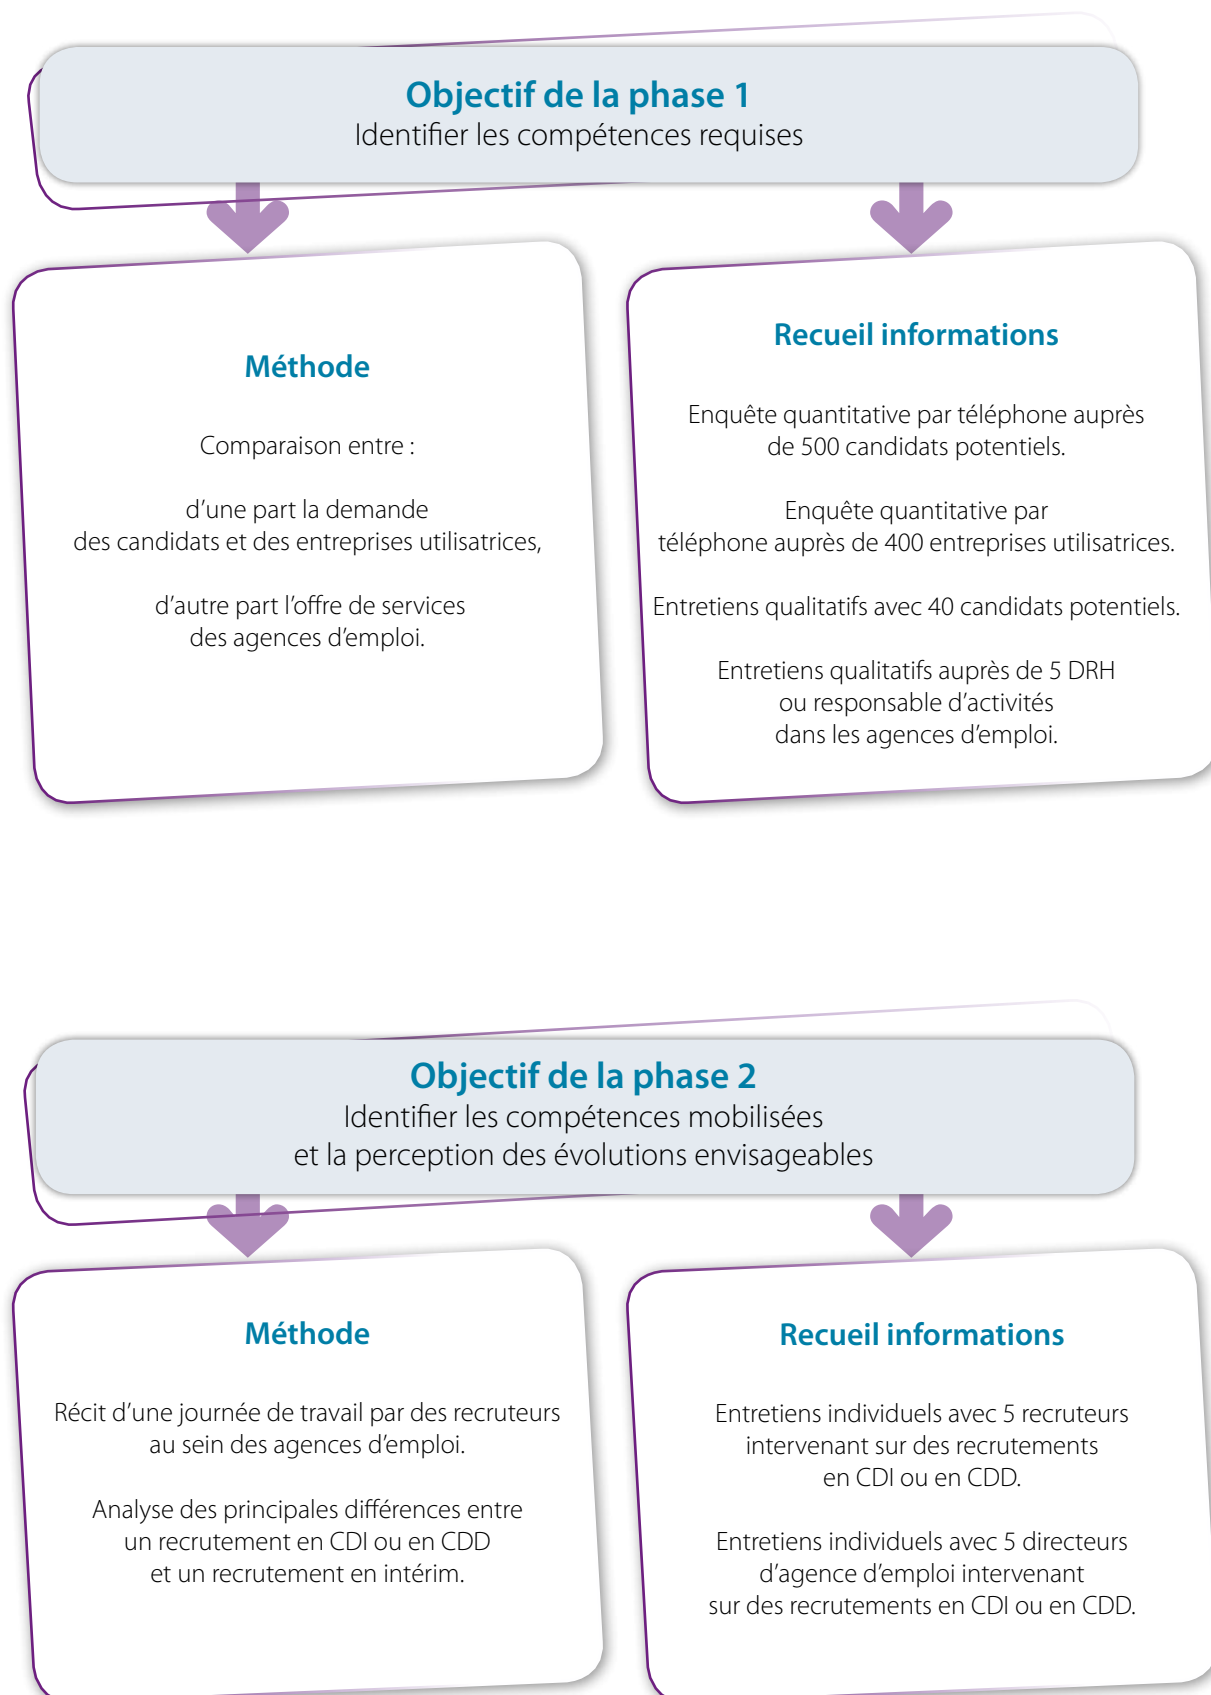 Objectif de la phase 1
Identifier les compétences requises
Méthode
Comparaison entre :
d’une part la demande
des candidats et des entreprises utilisatrices,
d’autre part l’offre de services
des agences d’emploi.
Recueil informations
Enquête quantitative par téléphone auprès
de 500 candidats potentiels.
Enquête quantitative par
téléphone auprès de 400 entreprises utilisatrices.
Entretiens qualitatifs avec 40 candidats potentiels.
Entretiens qualitatifs auprès de 5 DRH
ou responsable d’activités
dans les agences d’emploi.
Objectif de la phase 2
Identifier les compétences mobilisées
et la perception des évolutions envisageables
Méthode
Récit d’une journée de travail par des recruteurs
au sein des agences d’emploi.
Analyse des principales différences entre
un recrutement en CDI ou en CDD
et un recrutement en intérim.
Recueil informations
Entretiens individuels avec 5 recruteurs
intervenant sur des recrutements
en CDI ou en CDD.
Entretiens individuels avec 5 directeurs
d’agence d’emploi intervenant
sur des recrutements en CDI ou en CDD.